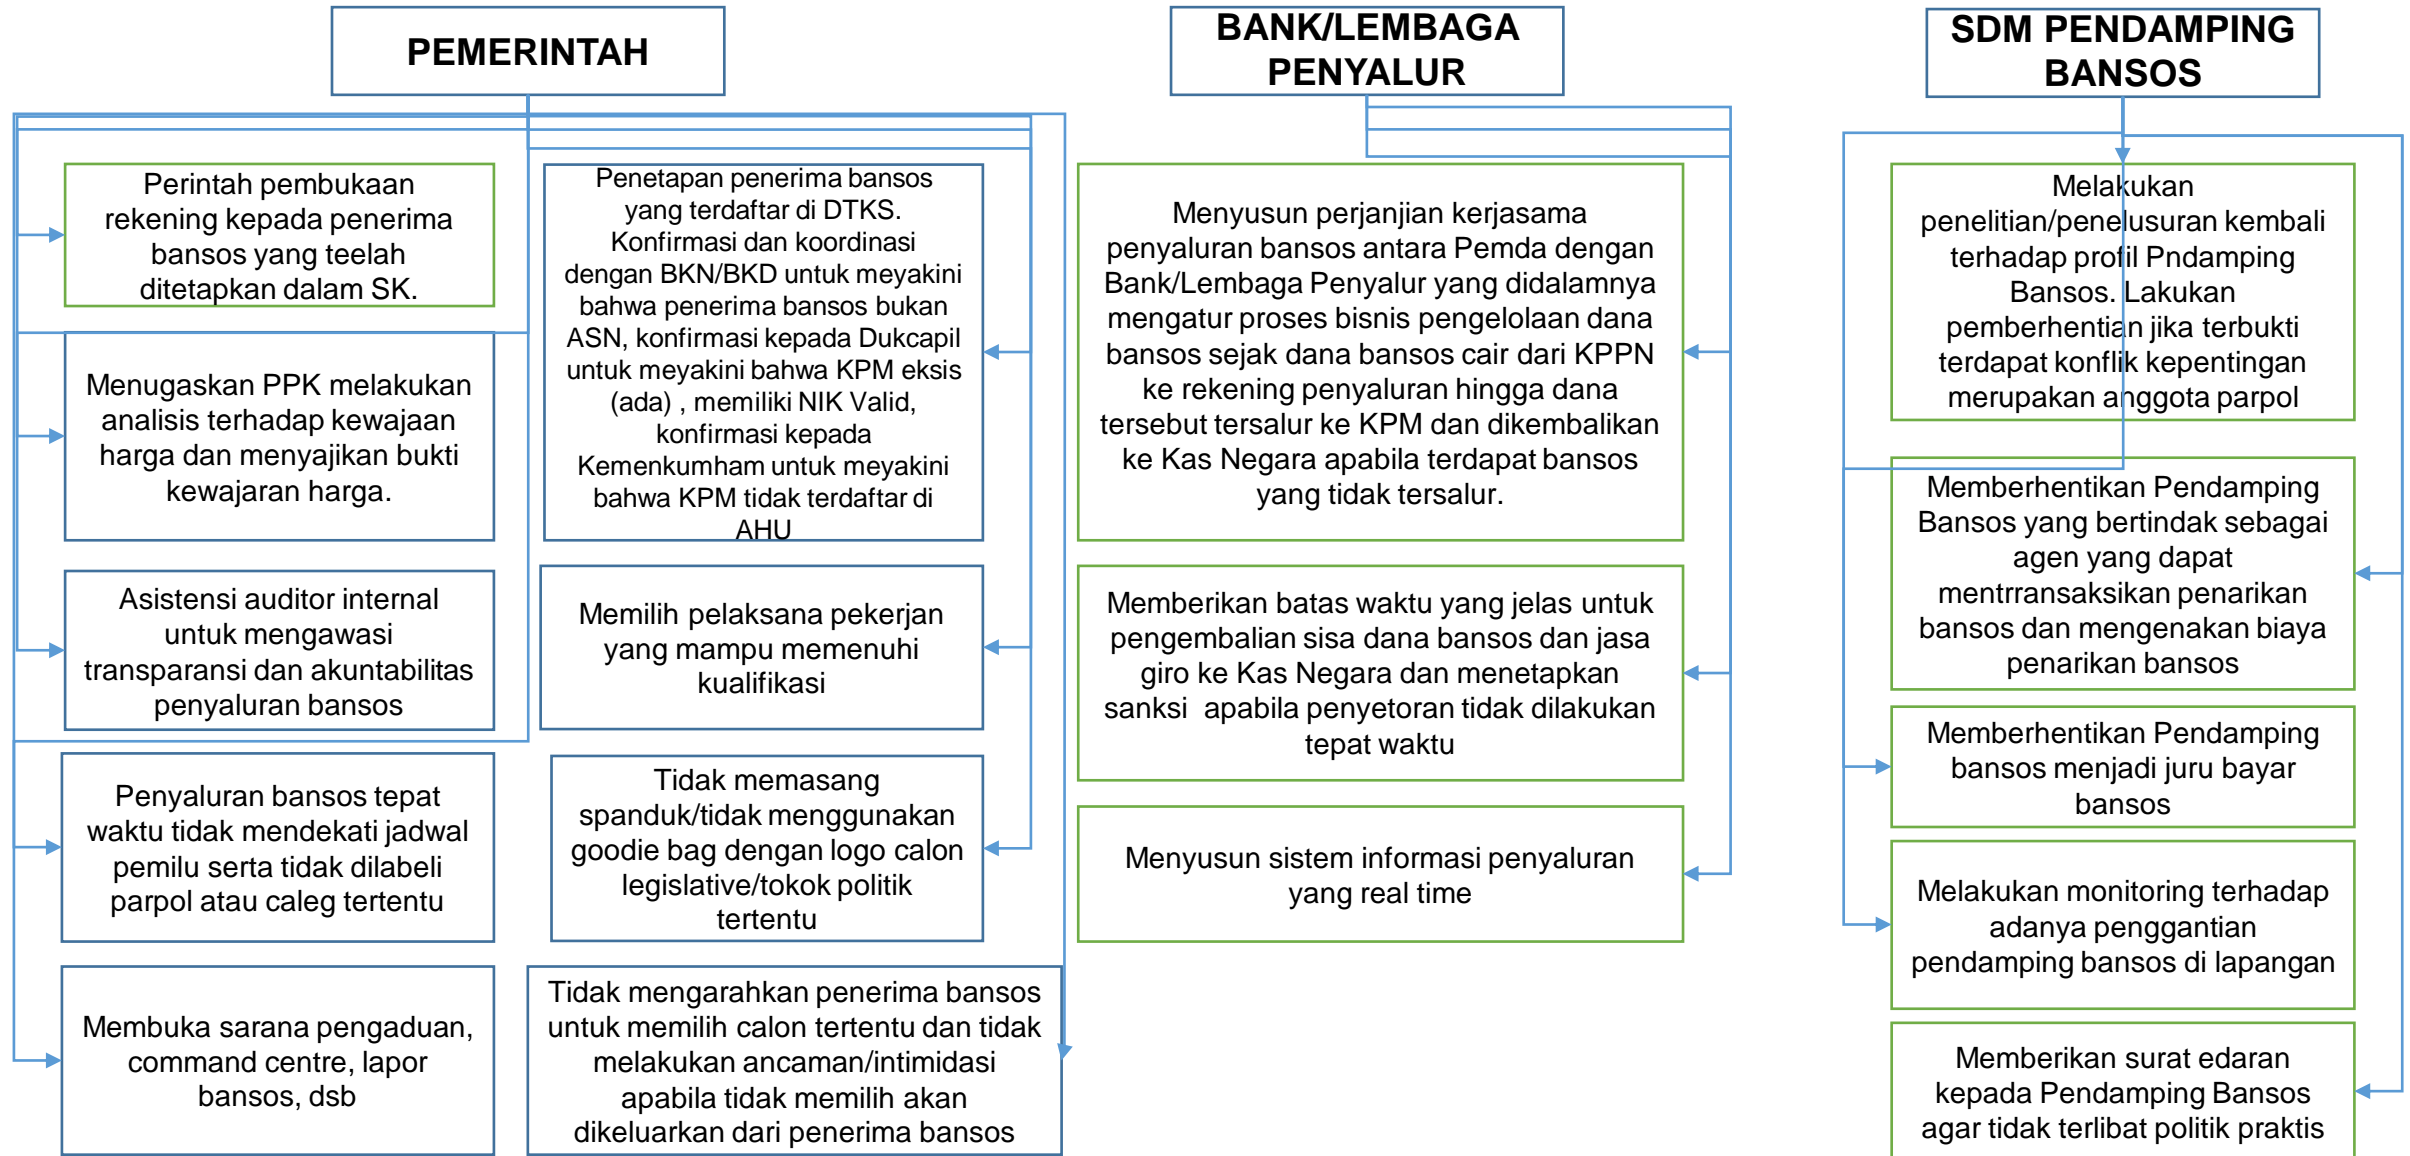 PEMERINTAH
Perintah pembukaan
rekening kepada penerima
bansos yang teelah
ditetapkan dalam SK.
Menugaskan PPK melakukan
analisis terhadap kewajaan
harga dan menyajikan bukti
kewajaran harga.
Asistensi auditor internal
untuk mengawasi
transparansi dan akuntabilitas
penyaluran bansos
Penyaluran bansos tepat
waktu tidak mendekati jadwal
pemilu serta tidak dilabeli
parpol atau caleg tertentu
Membuka sarana pengaduan,
command centre, lapor
bansos, dsb
Penetapan penerima bansos
yang terdaftar di DTKS.
Konfirmasi dan koordinasi
dengan BKN/BKD untuk meyakini
bahwa penerima bansos bukan
ASN, konfirmasi kepada Dukcapil
untuk meyakini bahwa KPM eksis
(ada) , memiliki NIK Valid,
konfirmasi kepada
Kemenkumham untuk meyakini
bahwa KPM tidak terdaftar di
AHU
Memilih pelaksana pekerjan
yang mampu memenuhi
kualifikasi
Tidak memasang
spanduk/tidak menggunakan
goodie bag dengan logo calon
legislative/tokok politik
tertentu
Tidak mengarahkan penerima bansos
untuk memilih calon tertentu dan tidak
melakukan ancaman/intimidasi
apabila tidak memilih akan
dikeluarkan dari penerima bansos
BANK/LEMBAGA
PENYALUR
Menyusun perjanjian kerjasama
penyaluran bansos antara Pemda dengan
Bank/Lembaga Penyalur yang didalamnya
mengatur proses bisnis pengelolaan dana
bansos sejak dana bansos cair dari KPPN
ke rekening penyaluran hingga dana
tersebut tersalur ke KPM dan dikembalikan
ke Kas Negara apabila terdapat bansos
yang tidak tersalur.
Memberikan batas waktu yang jelas untuk
pengembalian sisa dana bansos dan jasa
giro ke Kas Negara dan menetapkan
sanksi  apabila penyetoran tidak dilakukan
tepat waktu
Menyusun sistem informasi penyaluran
yang real time
SDM PENDAMPING
BANSOS
Melakukan
penelitian/penelusuran kembali
terhadap profil Pndamping
Bansos. Lakukan
pemberhentian jika terbukti
terdapat konflik kepentingan
merupakan anggota parpol
Memberhentikan Pendamping
Bansos yang bertindak sebagai
agen yang dapat
mentrransaksikan penarikan
bansos dan mengenakan biaya
penarikan bansos
Memberhentikan Pendamping
bansos menjadi juru bayar
bansos
Melakukan monitoring terhadap
adanya penggantian
pendamping bansos di lapangan
Memberikan surat edaran
kepada Pendamping Bansos
agar tidak terlibat politik praktis